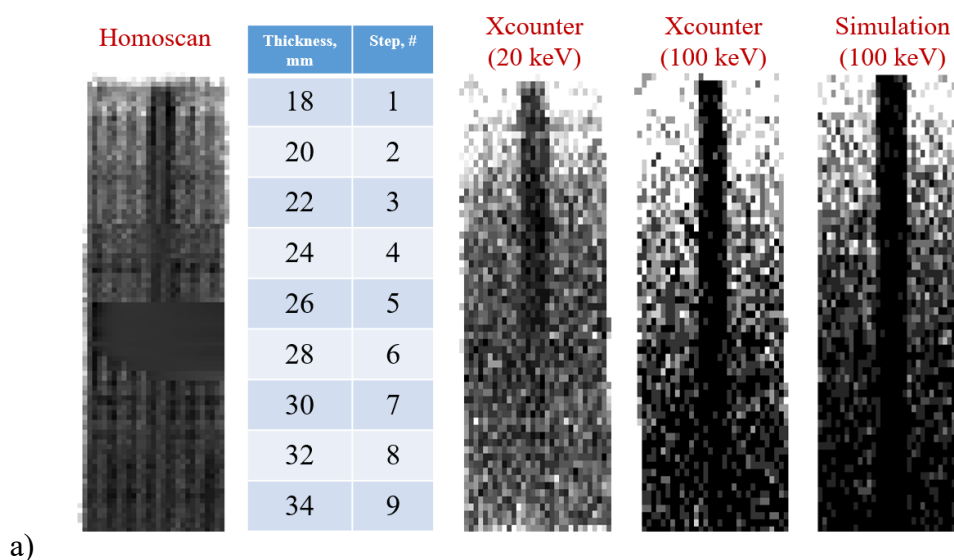 Homoscan
Thickness, mm
Step, #
18 1
20 2
22 3
24 4
26 5
28 6
30 7
32 8
34 9
Xcounter
(20 keV)
Xcounter
(100 keV)
Simulation
(100 keV)
a)